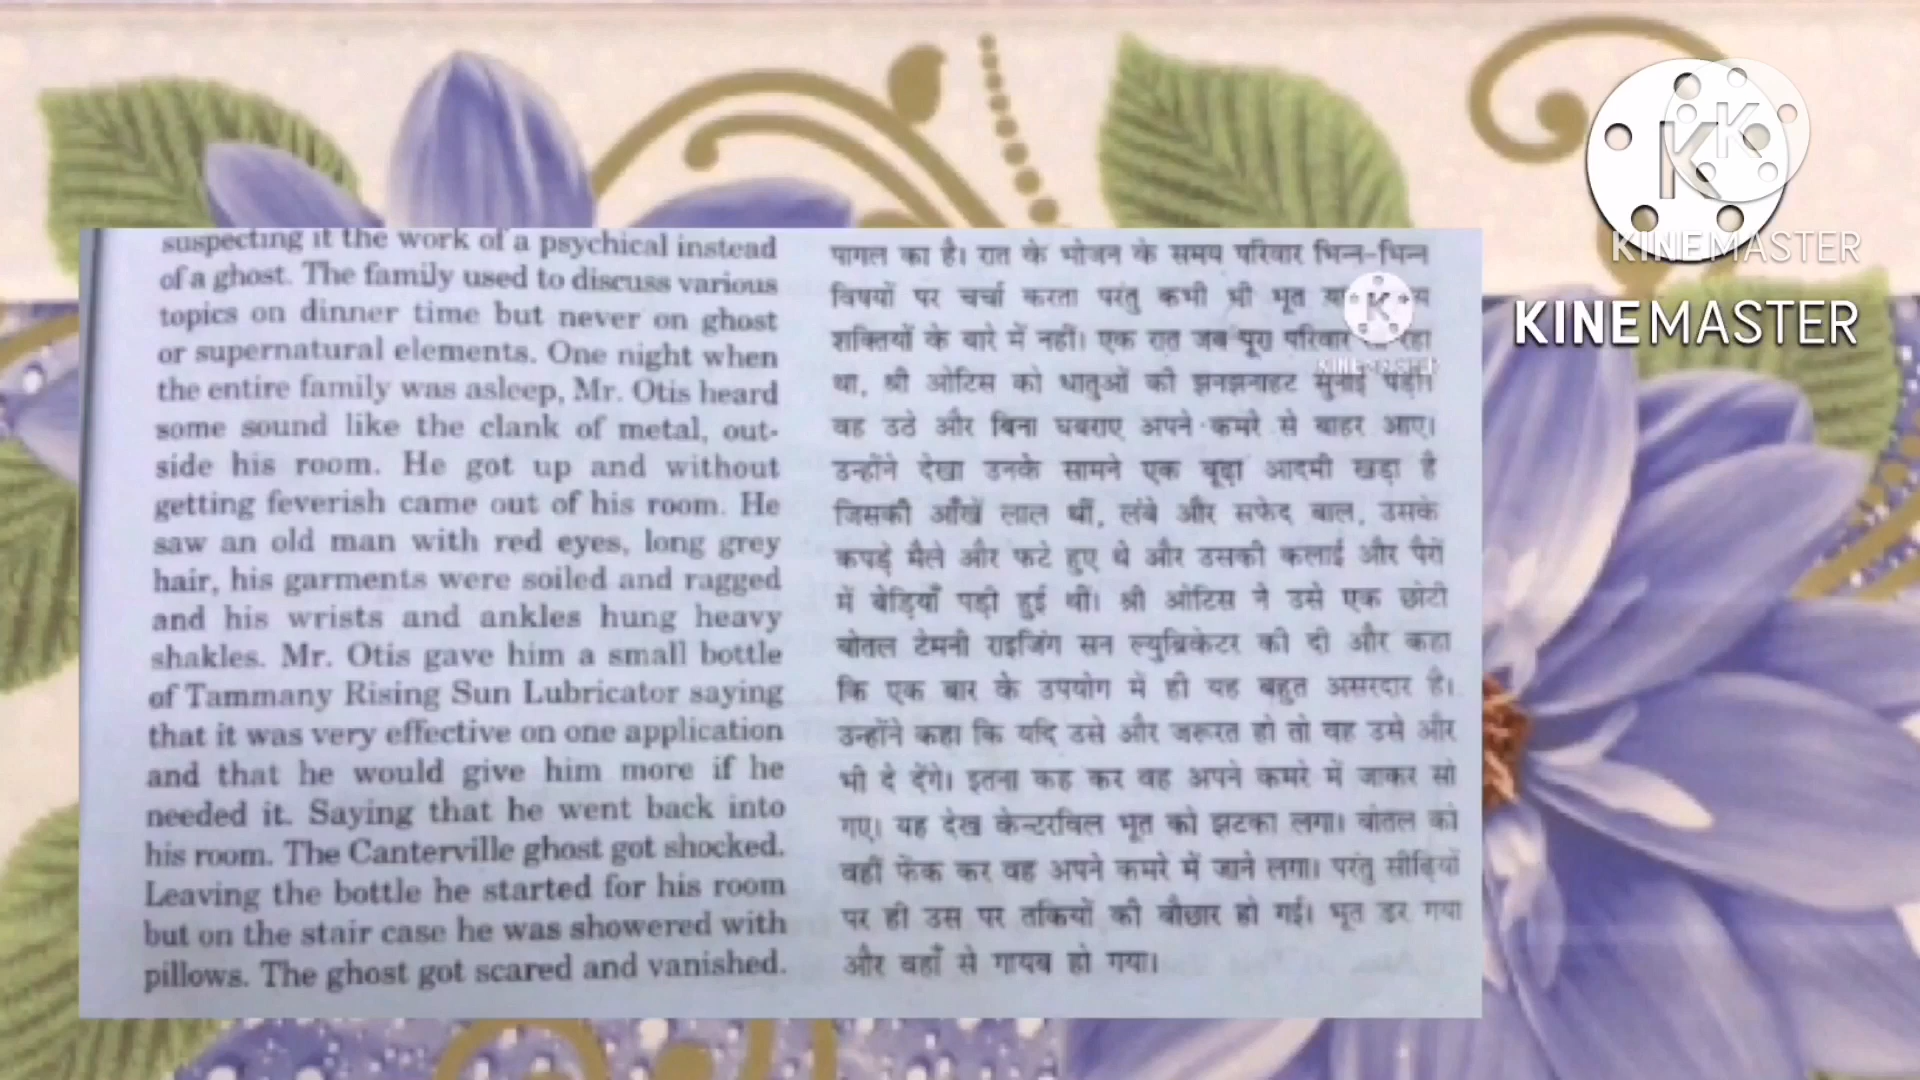 suspecting it the work of a psychical instead
of a ghost. The family used to discuss various
topics on dinner time but never on ghost
or supernatural elements. One night when
the entire family was asleep, Mr. Otis heard
some sound like the clank of metal, out-
side his room. He got up and without
getting feverish came out of his room. He
saw an old man with red eyes, long grey
hair, his garments were soiled and ragged
and his wrists and ankles hung heavy
shakles. Mr. Otis gave him a small bottle
of Tammany Rising Sun Lubricator saying
that it was very effective on one application
and that he would give him more if he
needed it. Saying that he went back into
his room. The Canterville ghost got shocked.
Leaving the bottle he started for his room
but on the stair case he was showered with
pillows. The ghost got scared and vanished.
पागल का है। रात के भोजन के समय परिवार भिन्न-भिन्न
विषयों पर चर्चा करता परंतु कभी भी भूत
शक्तियों के बारे में नहीं। एक रात जब पूरा परिवार रहा
था, श्री ओटिस को धातुओं की झनझनाहट सुनाई पड़ी।
वह उठे और बिना घबराए अपने कमरे से बाहर आए।
उन्होंने देखा उनके सामने एक बूढ़ा आदमी खड़ा है
जिसकी आँखें लाल थीं, लंबे और सफेद बाल, उसके
कपड़े मैले और फटे हुए थे और उसकी कलाई और पैरों
में बेड़ियाँ पड़ी हुई थीं। श्री ओटिस ने उसे एक छोटी
बोतल टेमनी राइजिंग सन ल्युब्रिकेटर की दी और कहा
कि एक बार के उपयोग में ही यह बहुत असरदार है।
उन्होंने कहा कि यदि उसे और जरूरत हो तो वह उसे और
भी दे देंगे। इतना कह कर वह अपने कमरे में जाकर सो
गए। यह देख केन्टरविल भूत को झटका लगा। बोतल को
वहीं फेंक कर वह अपने कमरे में जाने लगा। परंतु सीढ़ियों
पर ही उस पर तकियों की बौछार हो गई। भूत डर गया
और वहाँ से गायब हो गया।
K
KINEMASTER
K
K
KINEMASTER
KINEMASTER